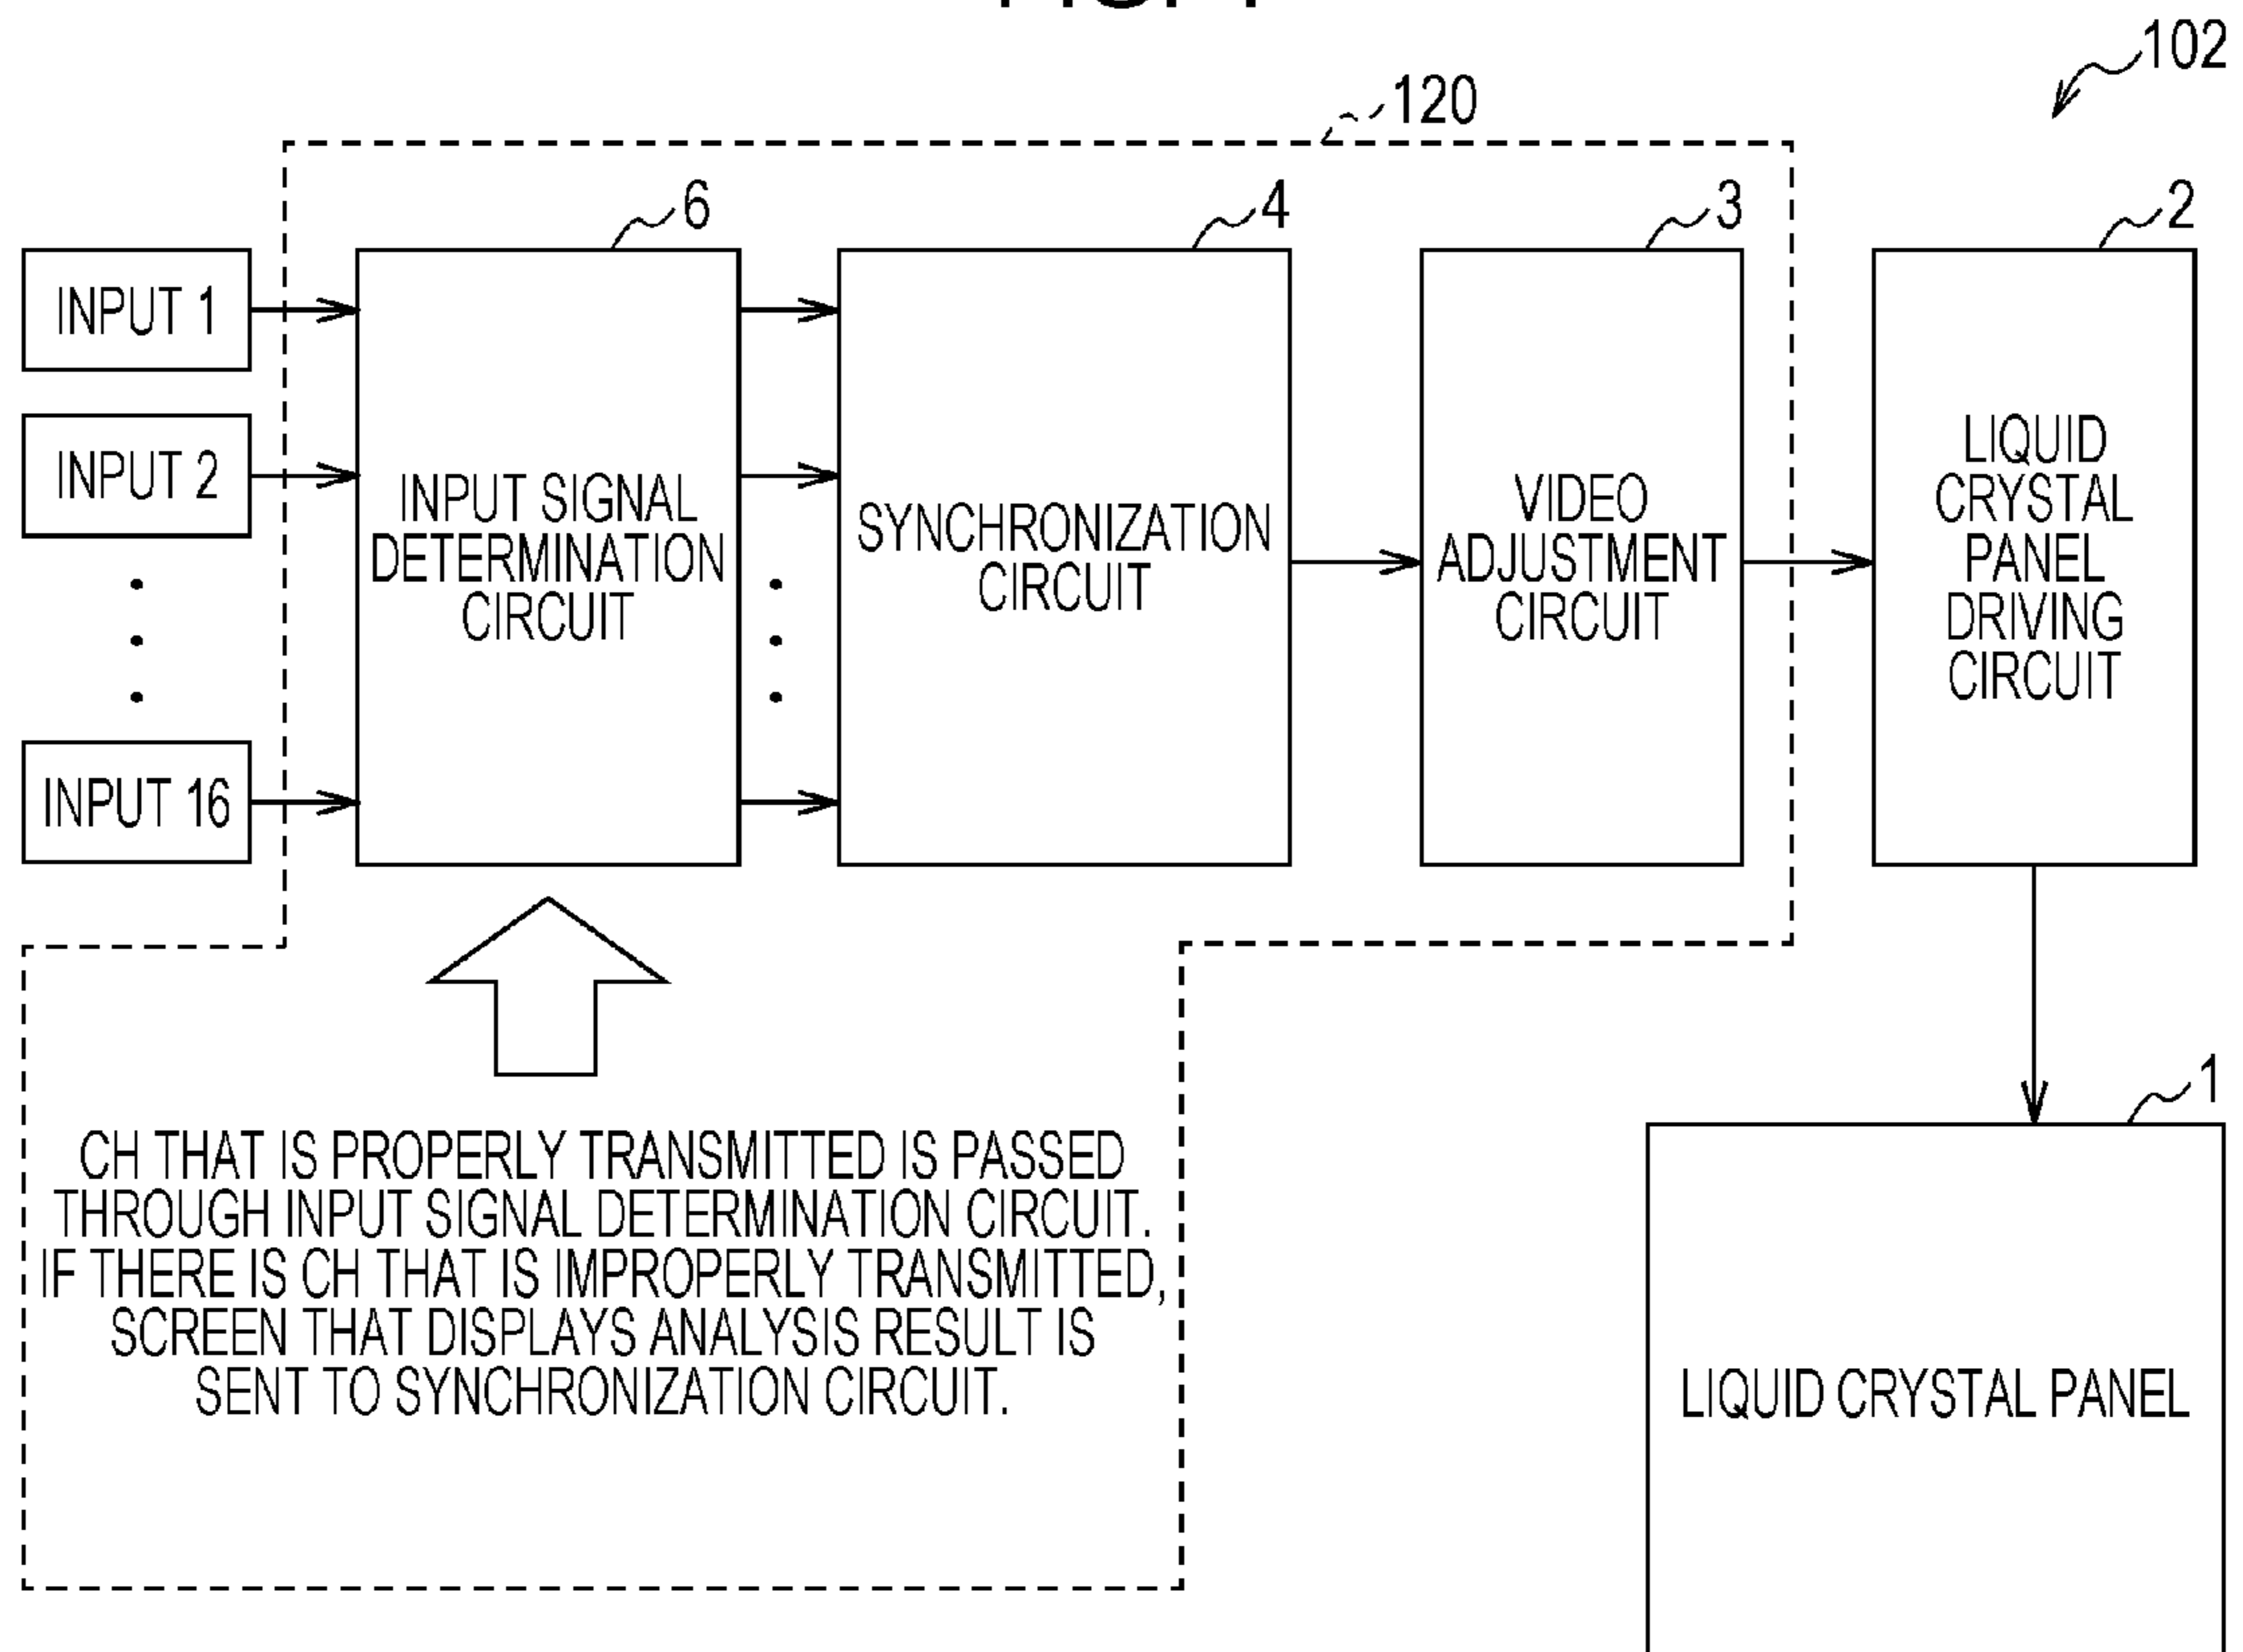 102
120
6
4
3
2
INPUT 1
INPUT 2
INPUT 16
INPUT SIGNAL
DETERMINATION
CIRCUIT
SYNCHRONIZATION
CIRCUIT
VIDEO
ADJUSTMENT
CIRCUIT
LIQUID
CRYSTAL
PANEL
DRIVING
CIRCUIT
CH THAT IS PROPERLY TRANSMITTED IS PASSED
THROUGH INPUT SIGNAL DETERMINATION CIRCUIT.
IF THERE IS CH THAT IS IMPROPERLY TRANSMITTED,
SCREEN THAT DISPLAYS ANALYSIS RESULT IS
SENT TO SYNCHRONIZATION CIRCUIT.
1
LIQUID CRYSTAL PANEL